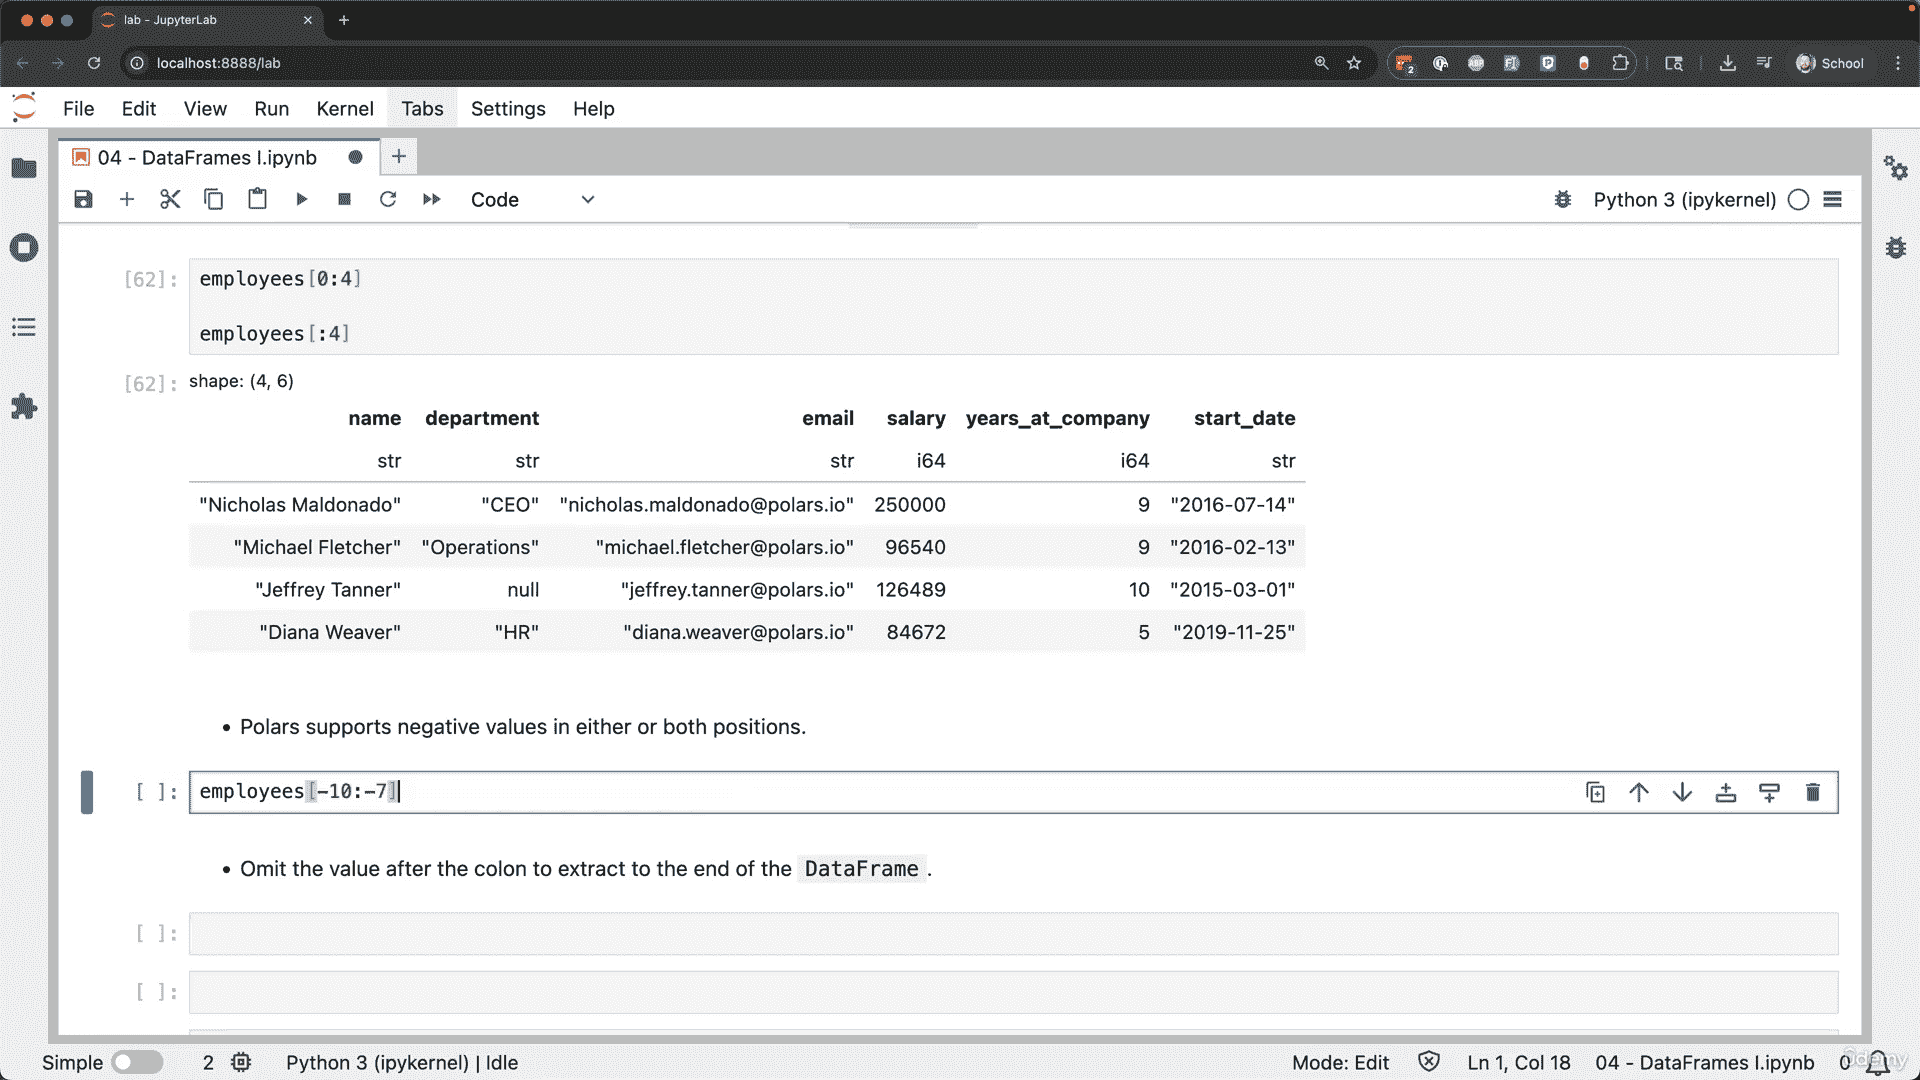 lab - JupyterLab
localhost:8888/lab
2
School
File Edit View Run Kernel Tabs Settings Help
04 - DataFrames I.ipynb
Code
Python 3 (ipykernel)
[62]: employees[0:4]
employees[:4]
[62]: shape: (4, 6)
name department email salary years_at_company start_date
str str str i64 i64 str
"Nicholas Maldonado" "CEO" "nicholas.maldonado@polars.io" 250000 9 "2016-07-14"
"Michael Fletcher" "Operations" "michael.fletcher@polars.io" 96540 9 "2016-02-13"
"Jeffrey Tanner" null "jeffrey.tanner@polars.io" 126489 10 "2015-03-01"
"Diana Weaver" "HR" "diana.weaver@polars.io" 84672 5 "2019-11-25"
• Polars supports negative values in either or both positions.
[ ]: employees[-10:-7]
• Omit the value after the colon to extract to the end of the DataFrame.
[ ]:
[ ]:
Simple 2 Python 3 (ipykernel) | Idle Mode: Edit Ln 1, Col 18 04 - DataFrames I.ipynb 0
udemy